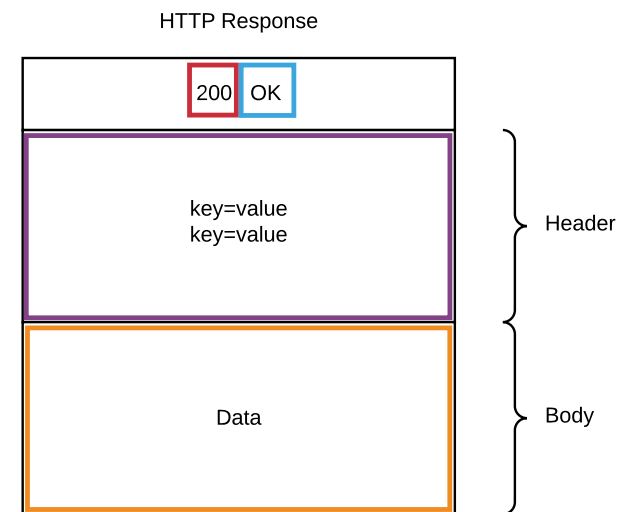 HTTP Response
200 OK
key=value
key=value
Header
Data
Body